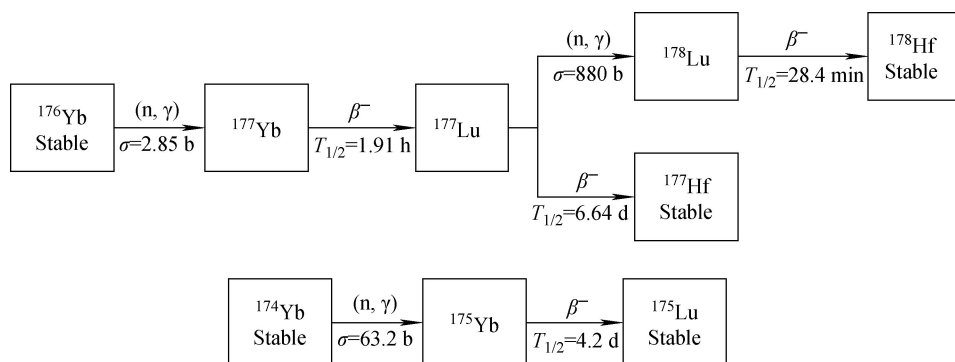 (n, γ)
¹⁷⁸Lu
β⁻
¹⁷⁸Hf
Stable
σ=880 b
T₁/₂=28.4 min
¹⁷⁶Yb
Stable
(n, γ)
σ=2.85 b
¹⁷⁷Yb
β⁻
T₁/₂=1.91 h
¹⁷⁷Lu
β⁻
T₁/₂=6.64 d
¹⁷⁷Hf
Stable
¹⁷⁴Yb
Stable
(n, γ)
σ=63.2 b
¹⁷⁵Yb
β⁻
T₁/₂=4.2 d
¹⁷⁵Lu
Stable